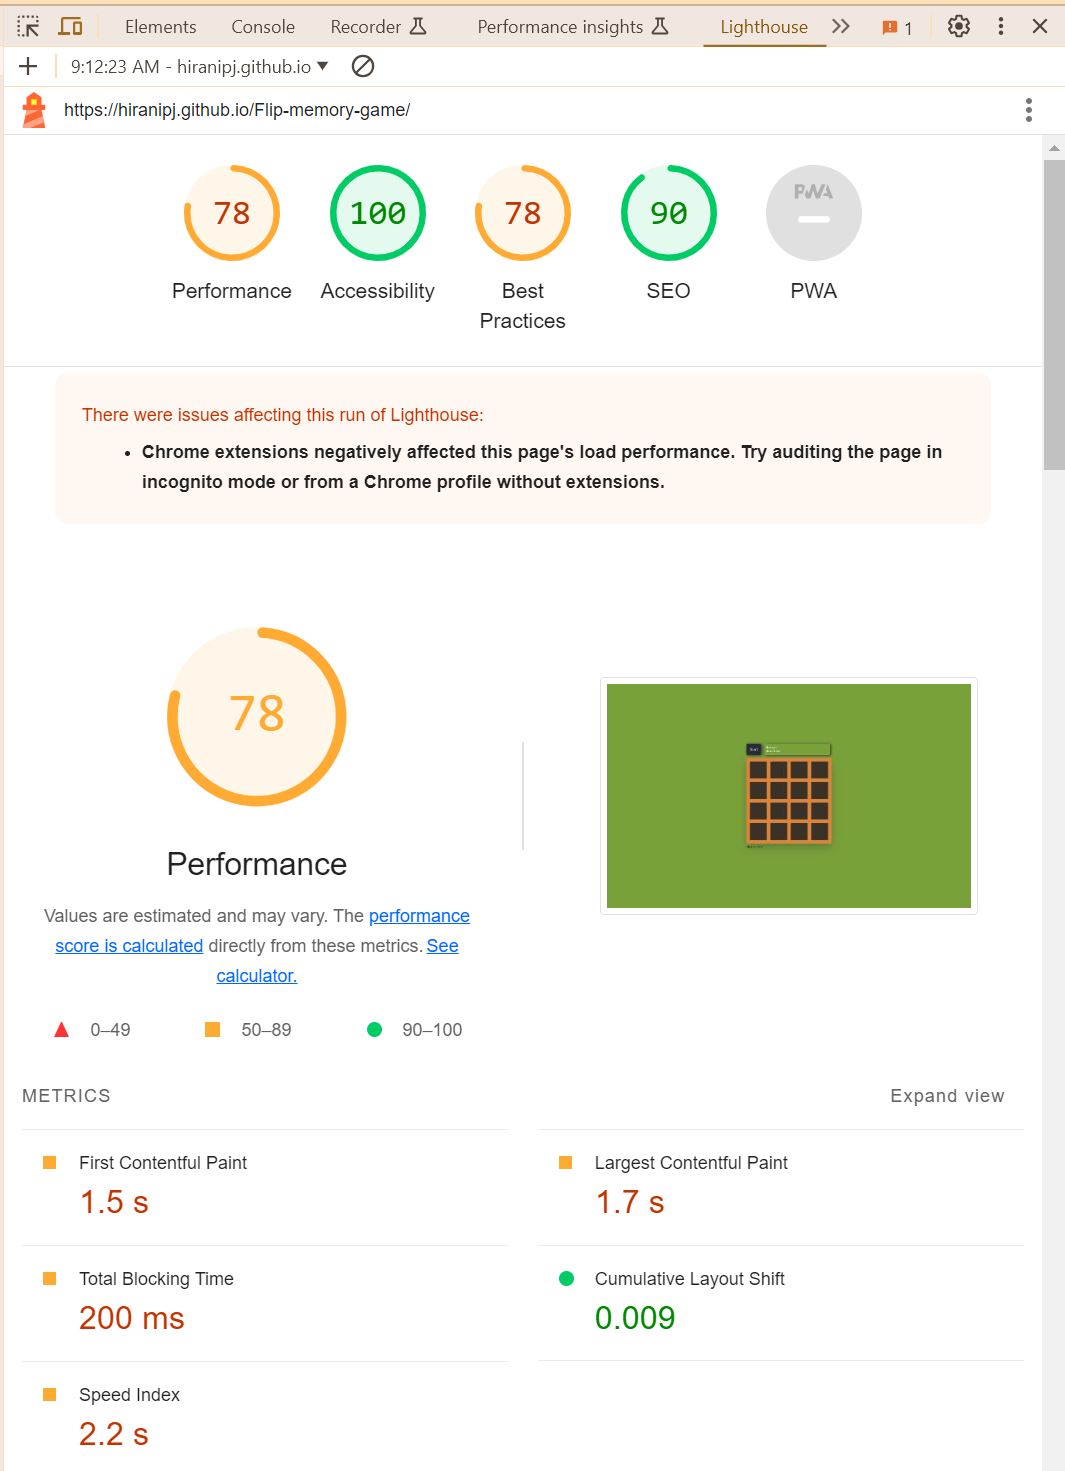 Elements Console Recorder Performance insights Lighthouse 1
9:12:23 AM - hiranipj.github.io
https://hiranipj.github.io/Flip-memory-game/
78 100 78 90 PWA
Performance Accessibility Best Practices SEO PWA
There were issues affecting this run of Lighthouse:
Chrome extensions negatively affected this page's load performance. Try auditing the page in
incognito mode or from a Chrome profile without extensions.
78
Performance
Values are estimated and may vary. The performance
score is calculated directly from these metrics. See
calculator.
0–49 50–89 90–100
METRICS Expand view
First Contentful Paint
1.5 s
Largest Contentful Paint
1.7 s
Total Blocking Time
200 ms
Cumulative Layout Shift
0.009
Speed Index
2.2 s